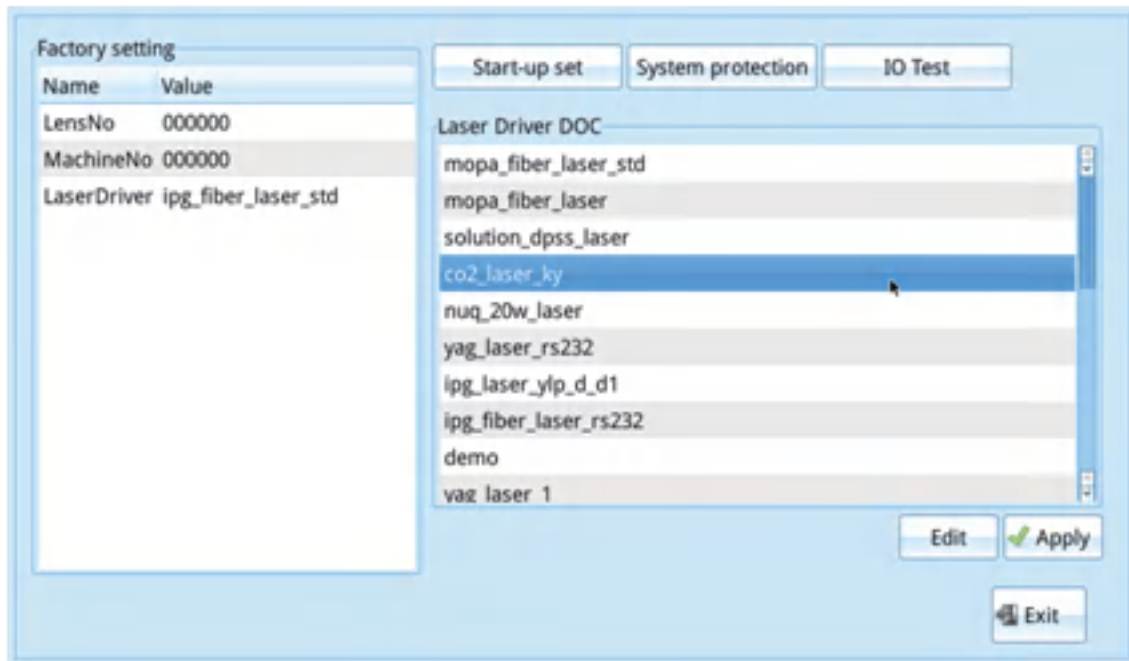 Factory setting
Name Value
LensNo 000000
MachineNo 000000
LaserDriver ipg_fiber_laser_std
Start-up set System protection IO Test
Laser Driver DOC
mopa_fiber_laser_std
mopa_fiber_laser
solution_dpss_laser
co2_laser_ky
nuq_20w_laser
yag_laser_rs232
ipg_laser_ylp_d_d1
ipg_fiber_laser_rs232
demo
yag_laser_1
Edit Apply
Exit